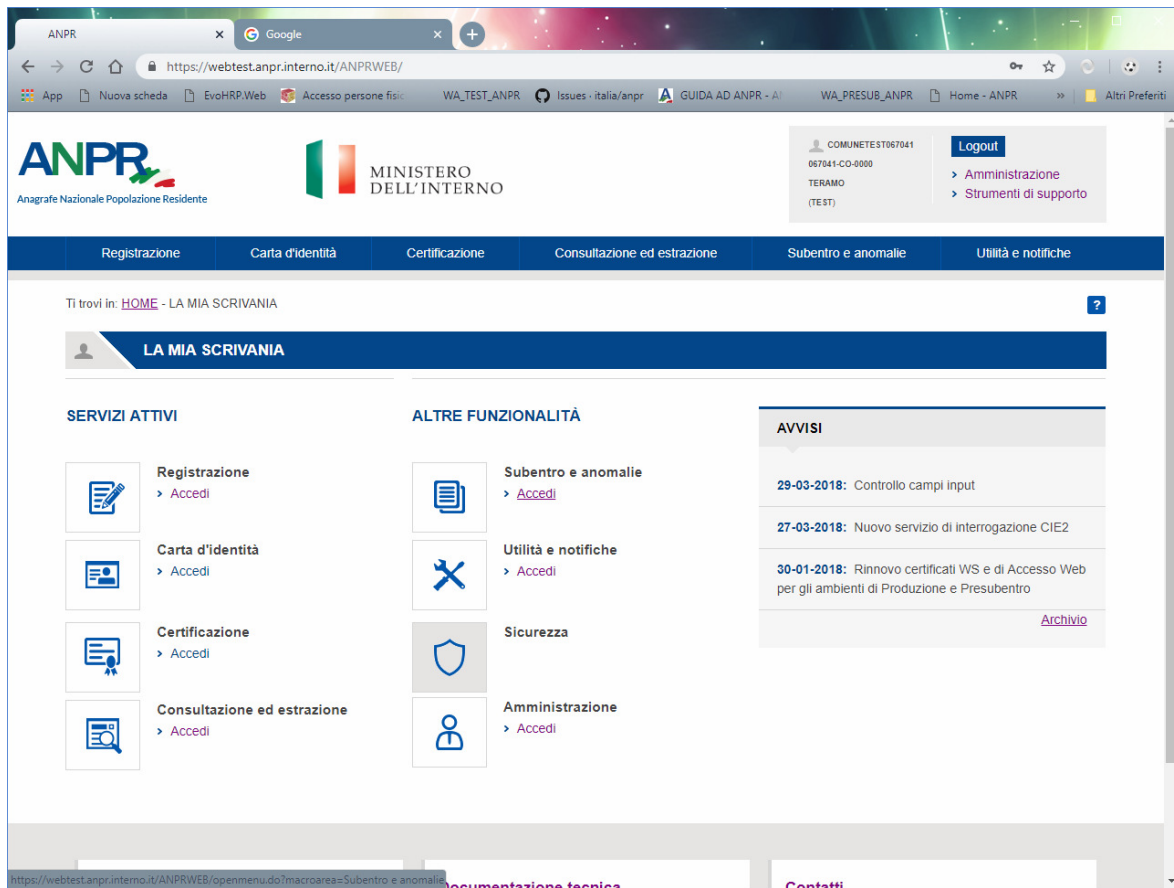 ANPR
Google
https://webtest.anpr.interno.it/ANPRWEB/
App
Nuova scheda
EvoHRP.Web
Accesso persone fisic
WA_TEST_ANPR
Issues · italia/anpr
GUIDA AD ANPR - A
WA_PRESUB_ANPR
Home - ANPR
»
Altri Preferiti
ANPR
Anagrafe Nazionale Popolazione Residente
MINISTERO
DELL'INTERNO
COMUNETEST067041
067041-CO-0000
TERAMO
(TEST)
Logout
Amministrazione
Strumenti di supporto
Registrazione
Carta d'identità
Certificazione
Consultazione ed estrazione
Subentro e anomalie
Utilità e notifiche
Ti trovi in: HOME - LA MIA SCRIVANIA
?
LA MIA SCRIVANIA
SERVIZI ATTIVI
Registrazione
Accedi
Carta d'identità
Accedi
Certificazione
Accedi
Consultazione ed estrazione
Accedi
ALTRE FUNZIONALITÀ
Subentro e anomalie
Accedi
Utilità e notifiche
Accedi
Sicurezza
Amministrazione
Accedi
AVVISI
29-03-2018: Controllo campi input
27-03-2018: Nuovo servizio di interrogazione CIE2
30-01-2018: Rinnovo certificati WS e di Accesso Web
per gli ambienti di Produzione e Presubentro
Archivio
https://webtest.anpr.interno.it/ANPRWEB/openmenu.do?macroarea=Subentro e anomalie
Documentazione tecnica
Contatti